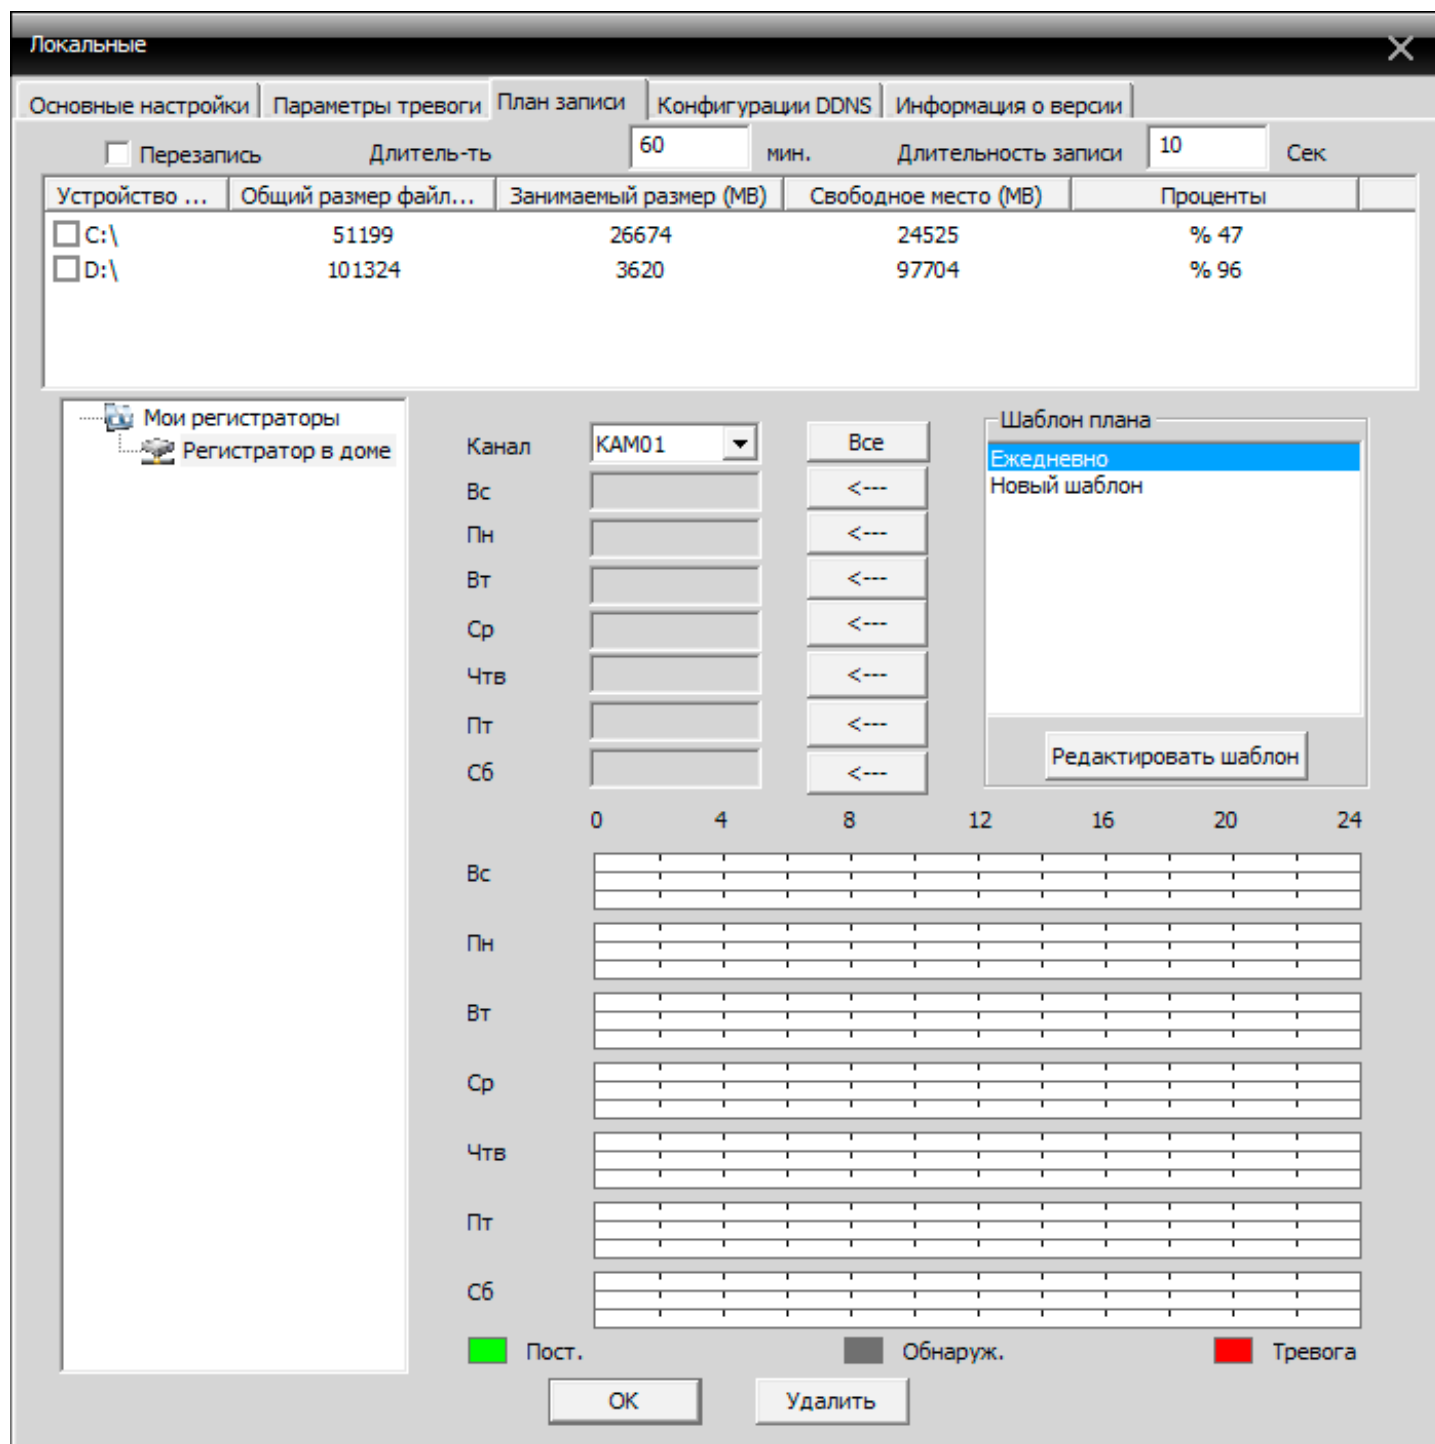 Локальные
Основные настройки Параметры тревоги План записи Конфигурации DDNS Информация о версии
Перезапись Длитель-ть 60 мин. Длительность записи 10 Сек
Устройство ... Общий размер файл... Занимаемый размер (MB) Свободное место (MB) Проценты
C:\ 51199 26674 24525 % 47
D:\ 101324 3620 97704 % 96
Мои регистраторы
Регистратор в доме
Канал KAM01 Все
Вс <---
Пн <---
Вт <---
Ср <---
Чтв <---
Пт <---
Сб <---
Шаблон плана
Ежедневно
Новый шаблон
Редактировать шаблон
0 4 8 12 16 20 24
Вс
Пн
Вт
Ср
Чтв
Пт
Сб
Пост. Обнаруж. Тревога
OK Удалить